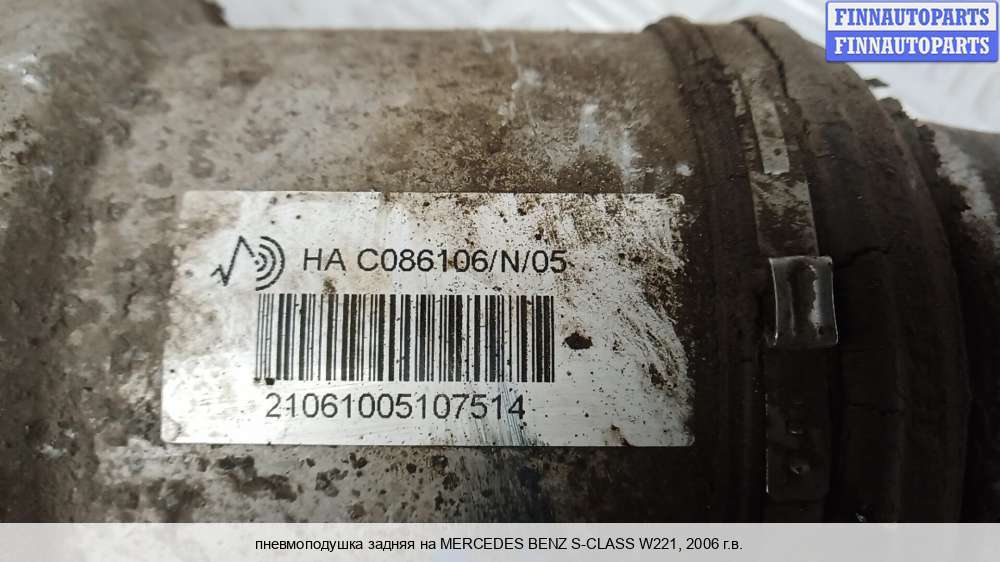 FINNAUTOPARTS
FINNAUTOPARTS
HA C086106/N/05
21061005107514
пневмоподушка задняя на MERCEDES BENZ S-CLASS W221, 2006 г.в.